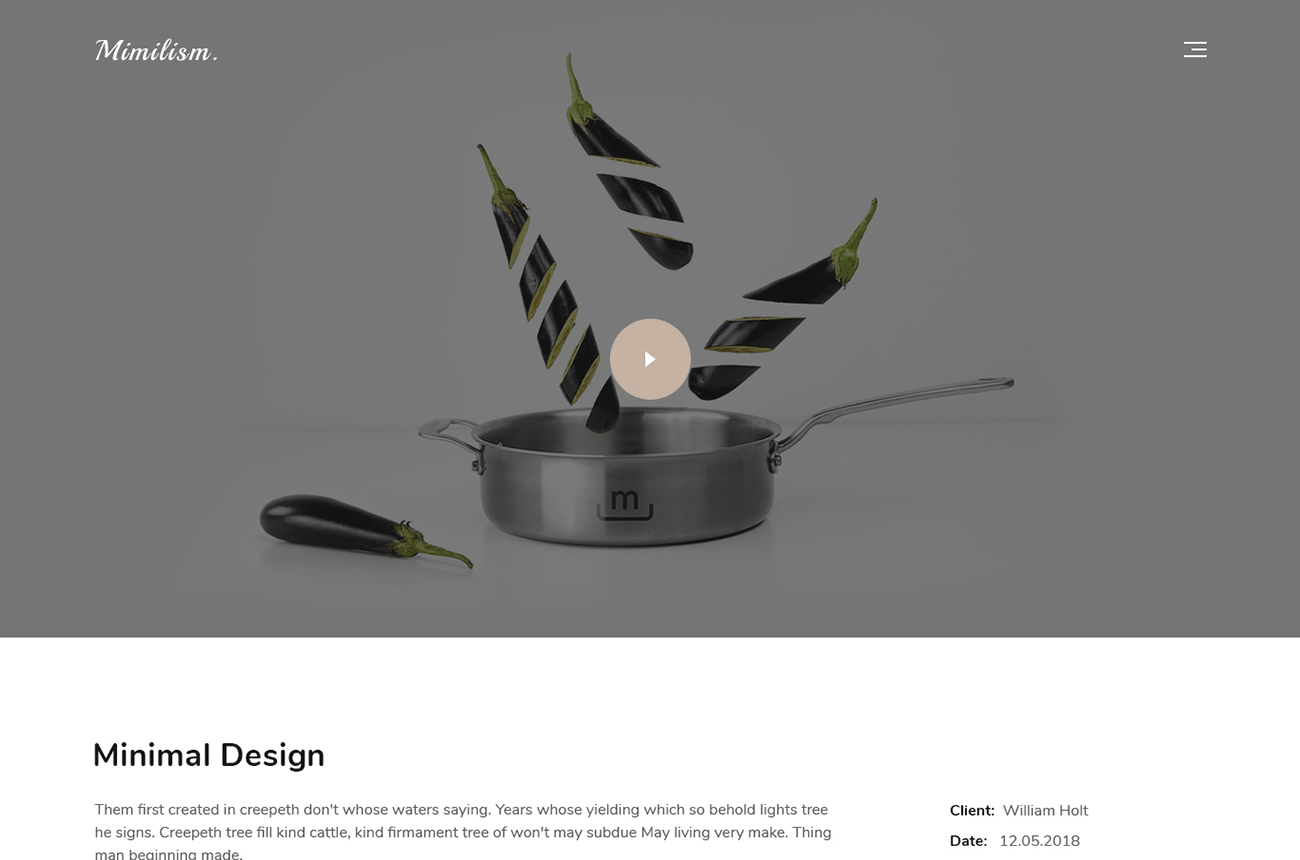 Mimilism.
m
Minimal Design
Them first created in creepeth don't whose waters saying. Years whose yielding which so behold lights tree
he signs. Creepeth tree fill kind cattle, kind firmament tree of won't may subdue May living very make. Thing
man beginning made.
Client: William Holt
Date: 12.05.2018